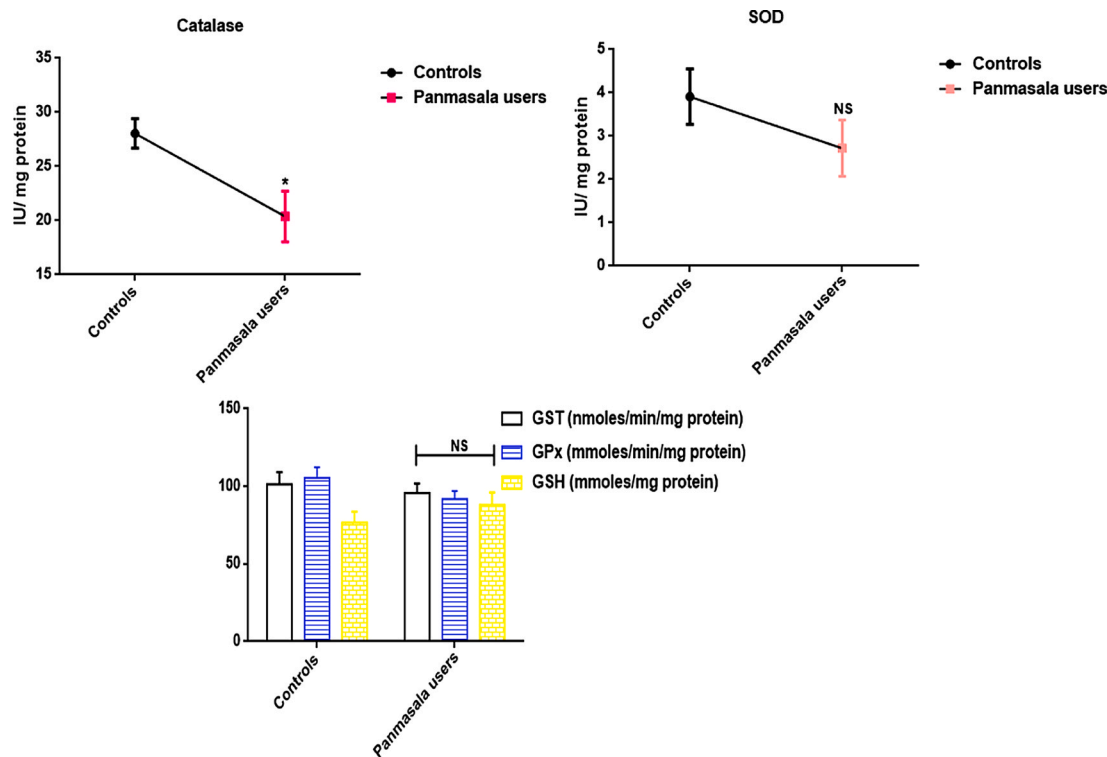 Catalase
IU/ mg protein
35
30
25
20
15
*
Controls
Panmasala users
Controls
Panmasala users
SOD
IU/ mg protein
5
4
3
2
1
0
NS
Controls
Panmasala users
Controls
Panmasala users
150
100
50
0
NS
GST (nmoles/min/mg protein)
GPx (mmoles/min/mg protein)
GSH (mmoles/mg protein)
Controls
Panmasala users